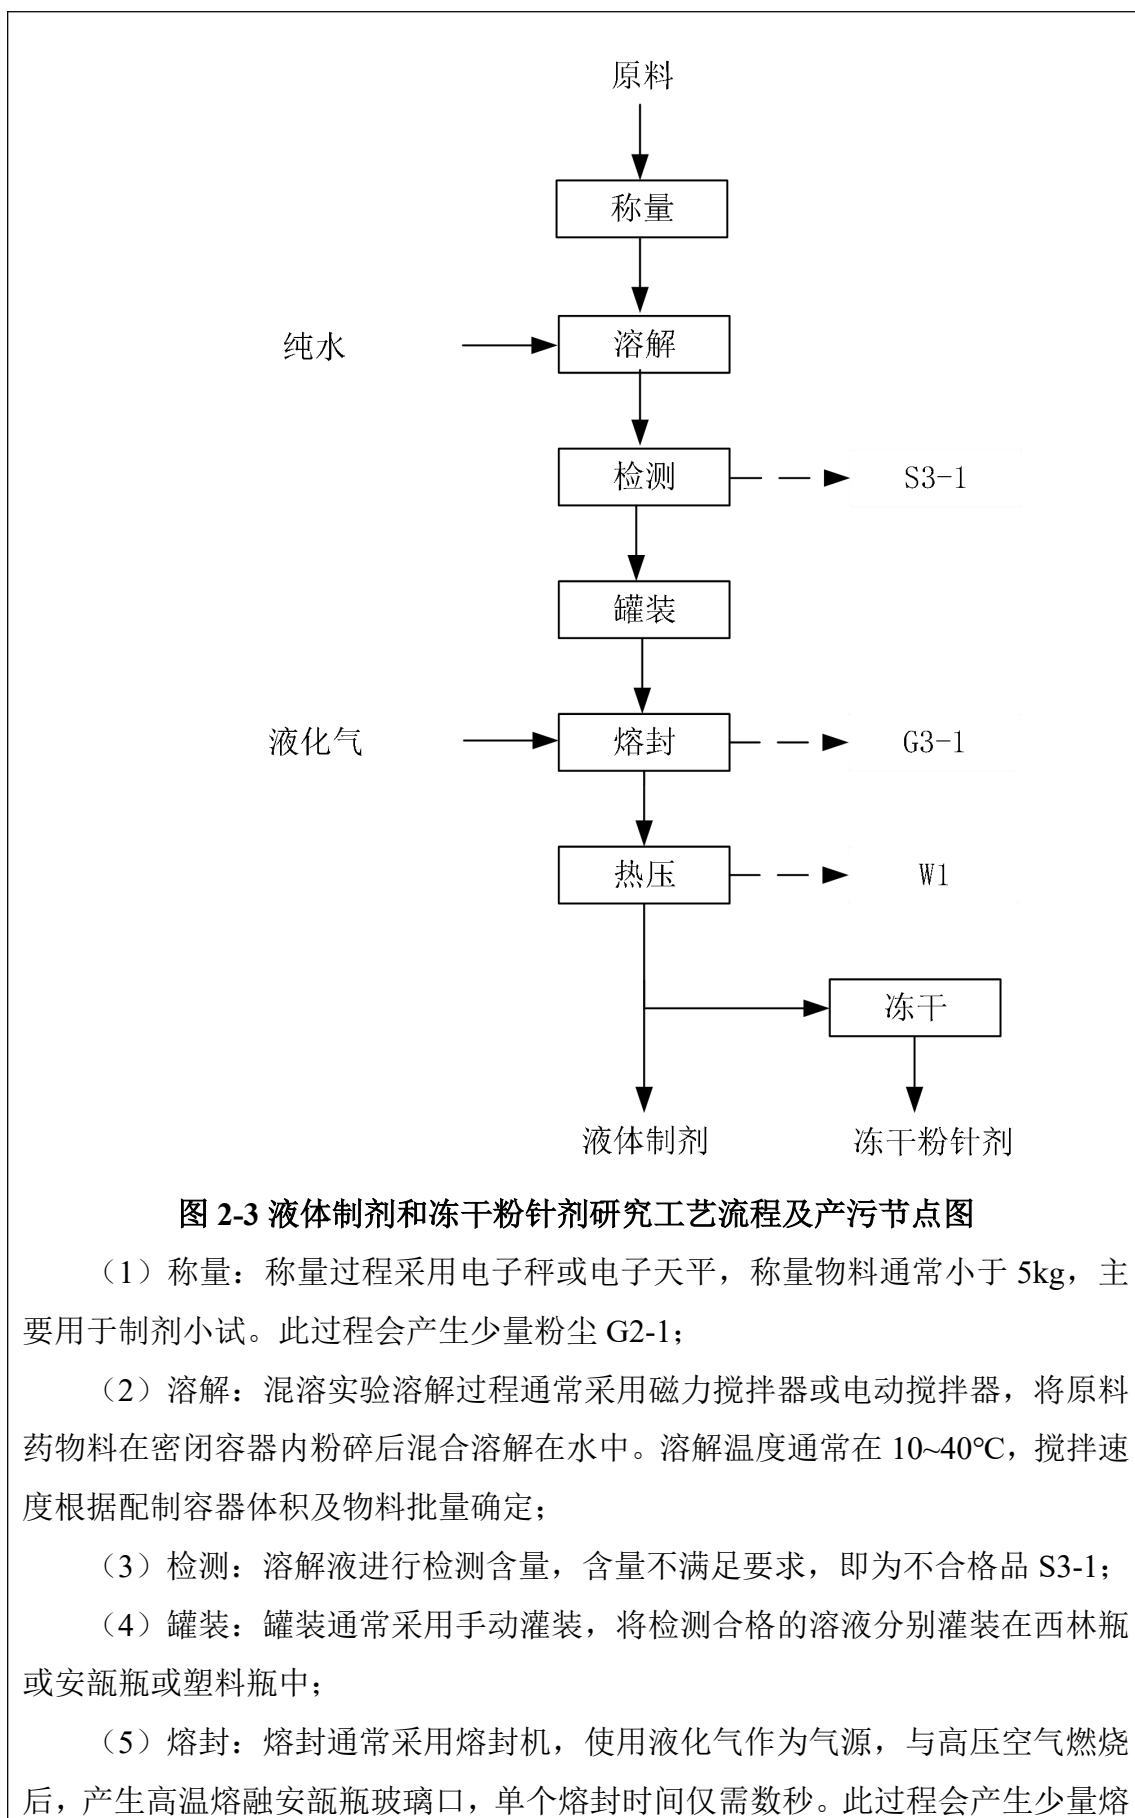 原料
称量
纯水
溶解
检测
S3-1
罐装
液化气
熔封
G3-1
热压
W1
冻干
液体制剂
冻干粉针剂
图 2-3 液体制剂和冻干粉针剂研究工艺流程及产污节点图
（1）称量：称量过程采用电子秤或电子天平，称量物料通常小于 5kg，主
要用于制剂小试。此过程会产生少量粉尘 G2-1；
（2）溶解：混溶实验溶解过程通常采用磁力搅拌器或电动搅拌器，将原料
药物料在密闭容器内粉碎后混合溶解在水中。溶解温度通常在 10~40℃，搅拌速
度根据配制容器体积及物料批量确定；
（3）检测：溶解液进行检测含量，含量不满足要求，即为不合格品 S3-1；
（4）罐装：罐装通常采用手动灌装，将检测合格的溶液分别灌装在西林瓶
或安瓿瓶或塑料瓶中；
（5）熔封：熔封通常采用熔封机，使用液化气作为气源，与高压空气燃烧
后，产生高温熔融安瓿瓶玻璃口，单个熔封时间仅需数秒。此过程会产生少量熔